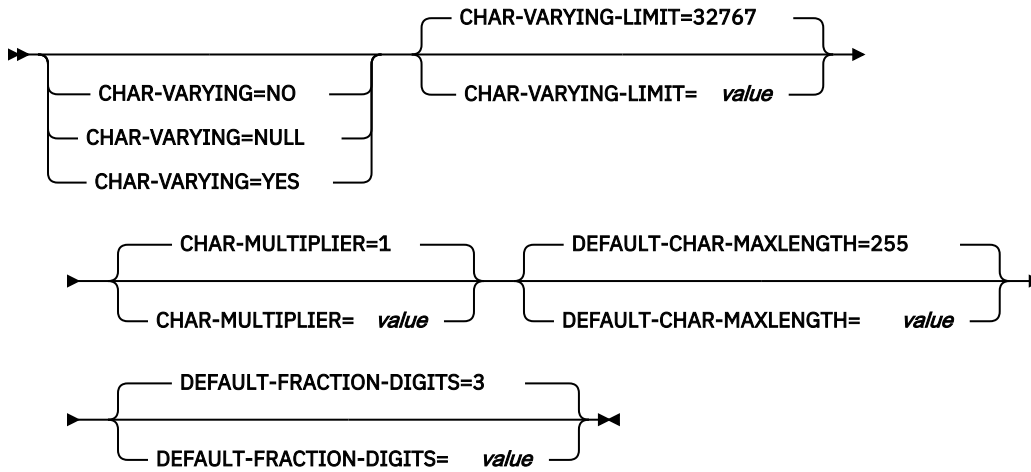 CHAR-VARYING-LIMIT=32767
CHAR-VARYING=NO
CHAR-VARYING-LIMIT= value
CHAR-VARYING=NULL
CHAR-VARYING=YES
CHAR-MULTIPLIER=1
DEFAULT-CHAR-MAXLENGTH=255
CHAR-MULTIPLIER= value
DEFAULT-CHAR-MAXLENGTH= value
DEFAULT-FRACTION-DIGITS=3
DEFAULT-FRACTION-DIGITS= value